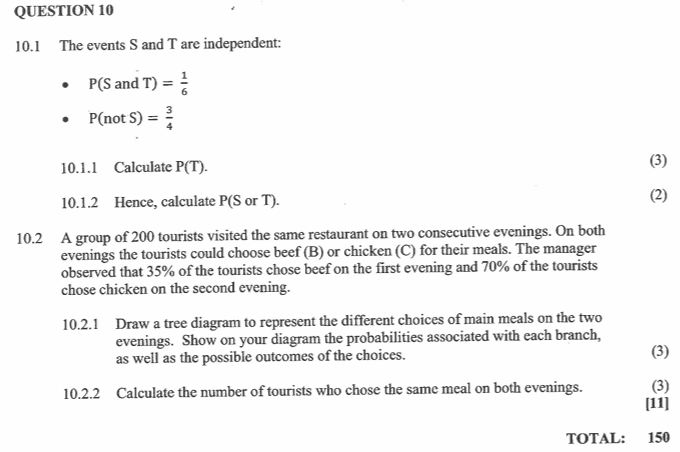 QUESTION 10
10.1 The events S and T are independent:
• P(S and T) = 1/6
• P(not S) = 3/4
10.1.1 Calculate P(T). (3)
10.1.2 Hence, calculate P(S or T). (2)
10.2 A group of 200 tourists visited the same restaurant on two consecutive evenings. On both
evenings the tourists could choose beef (B) or chicken (C) for their meals. The manager
observed that 35% of the tourists chose beef on the first evening and 70% of the tourists
chose chicken on the second evening.
10.2.1 Draw a tree diagram to represent the different choices of main meals on the two
evenings. Show on your diagram the probabilities associated with each branch,
as well as the possible outcomes of the choices. (3)
10.2.2 Calculate the number of tourists who chose the same meal on both evenings. (3)
[11]
TOTAL: 150